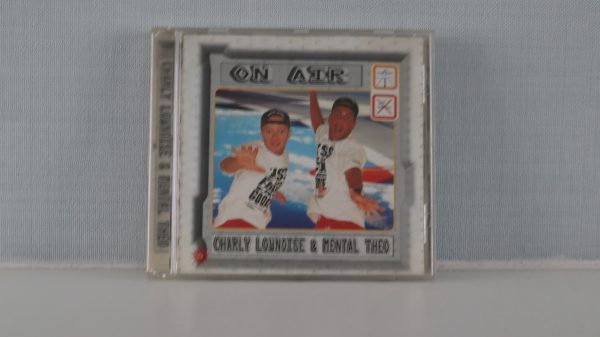 ON AIR
CHARLY LOWNOISE & MENTAL THEO
CHARLY LOWNOISE & MENTAL THEO